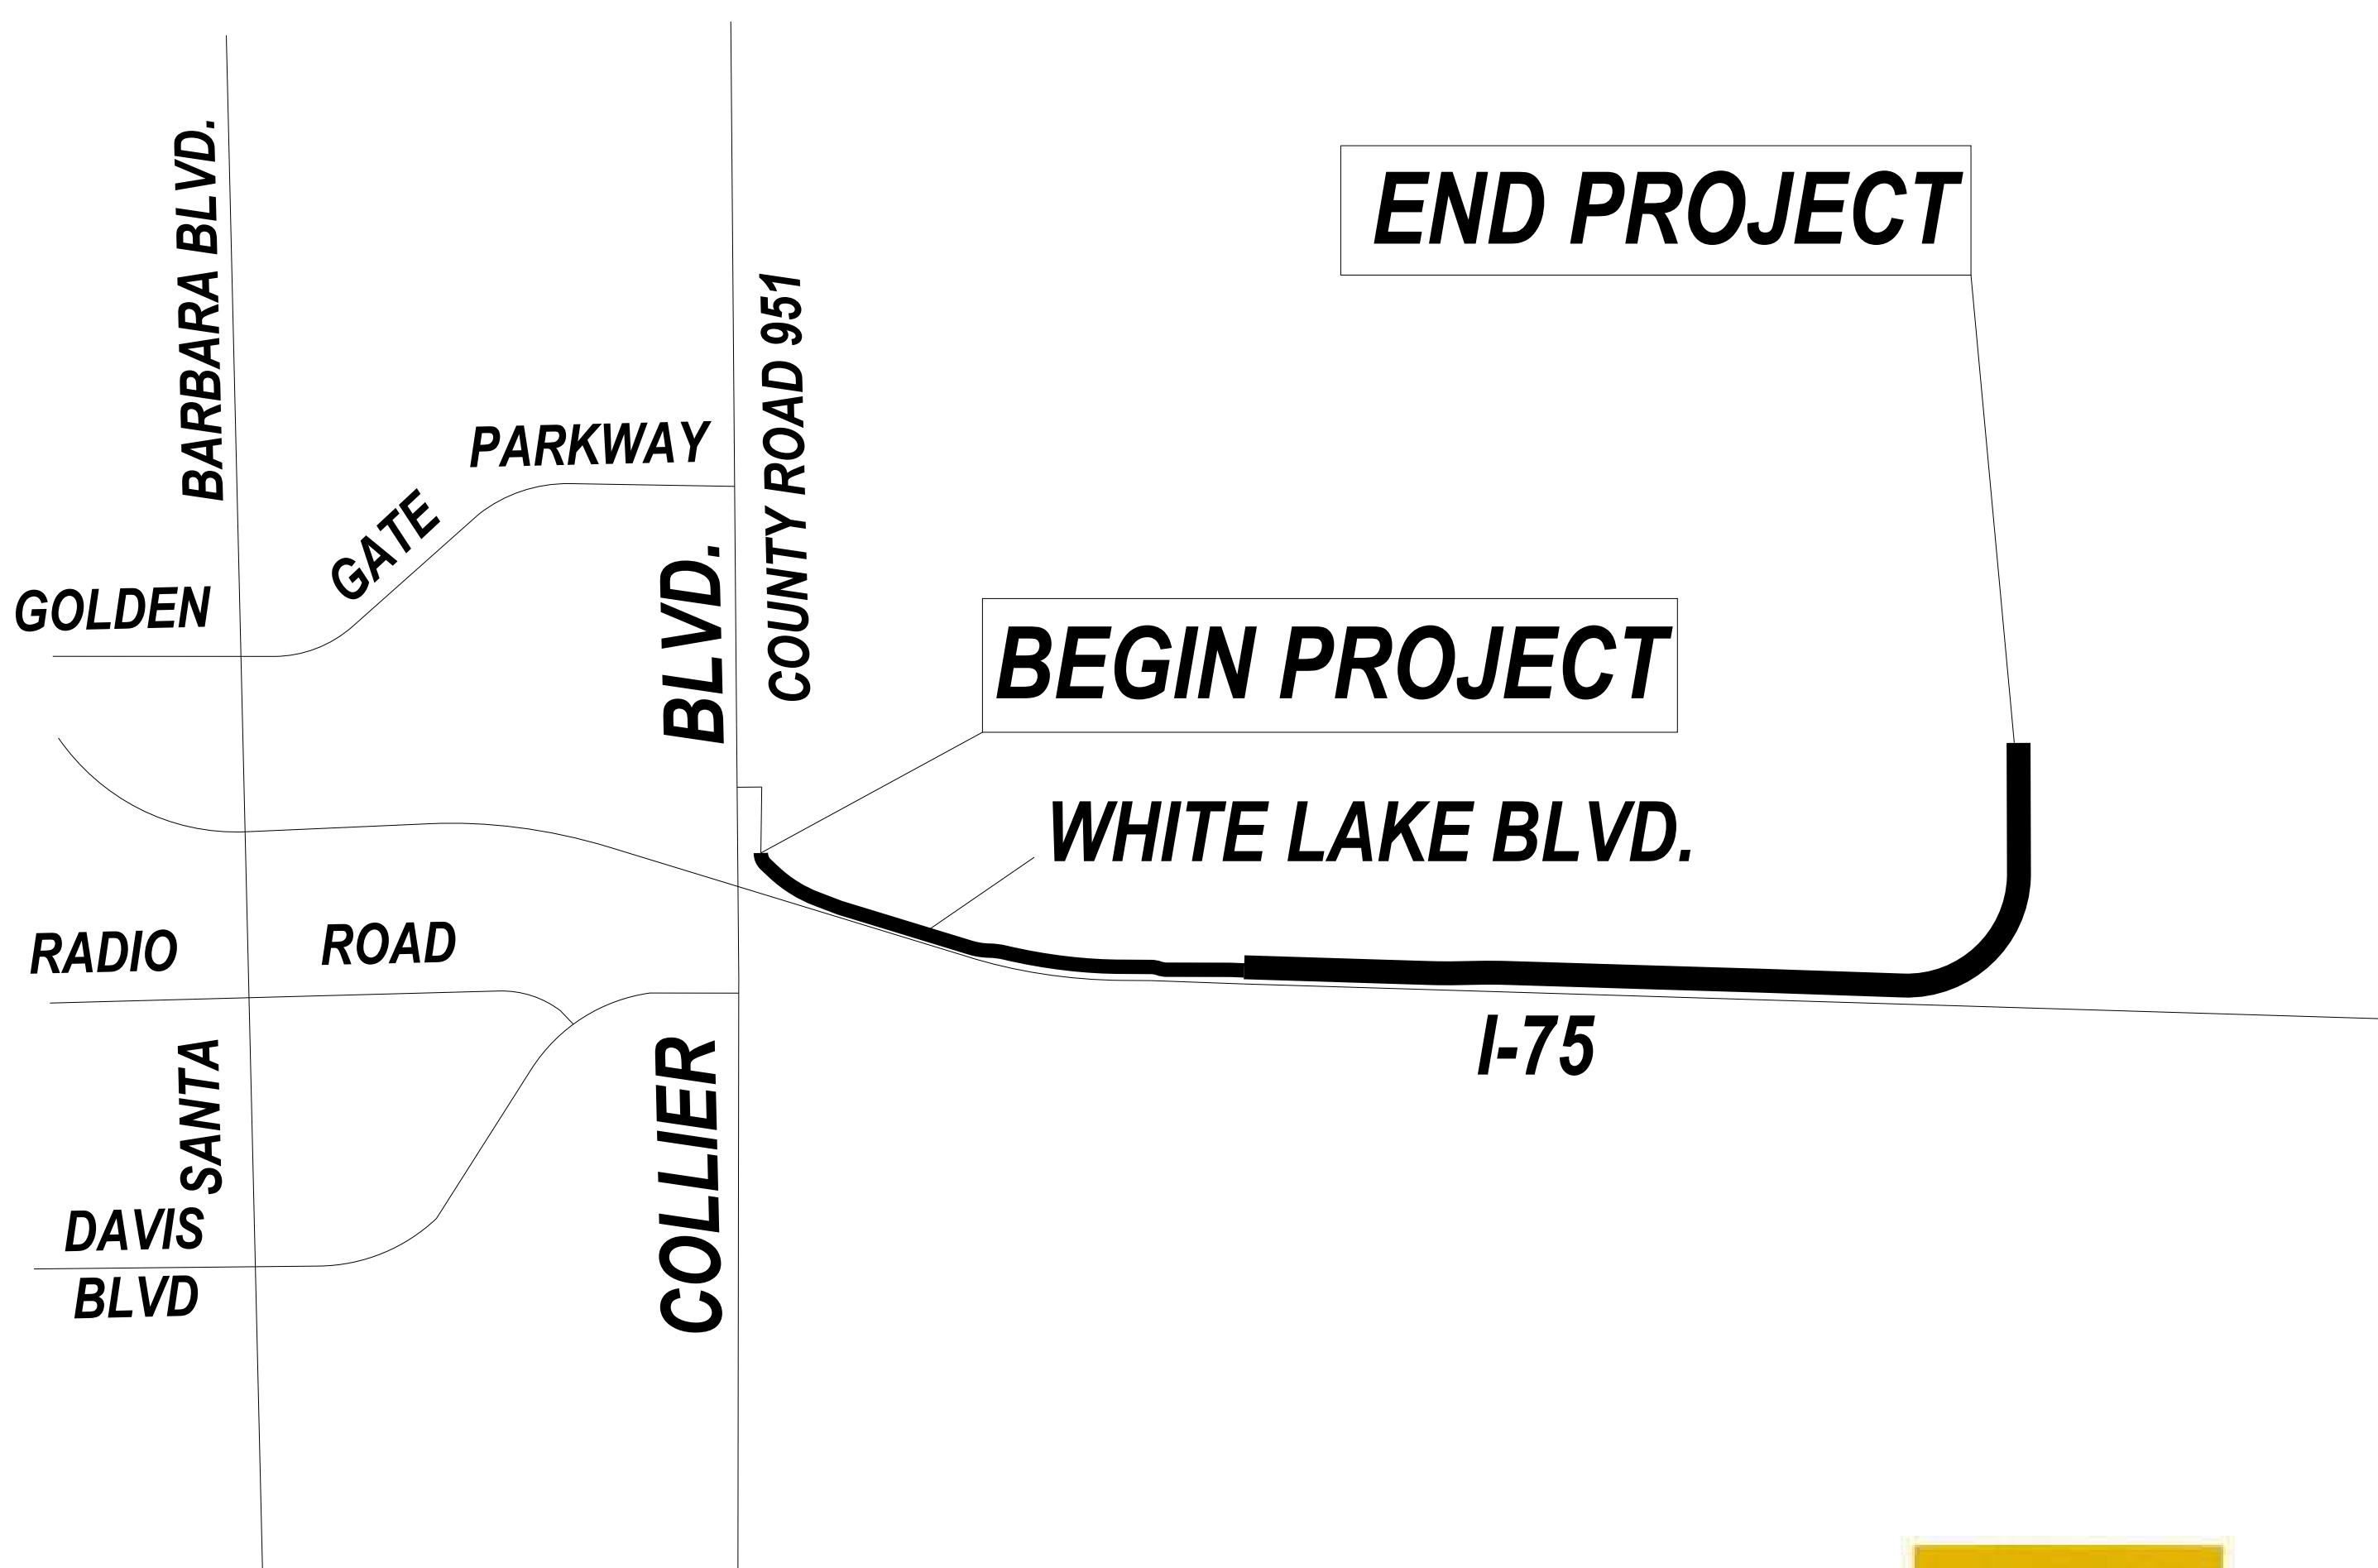 END PROJECT
SANTA BARBARA BLVD.
COUNTY ROAD 951
GOLDEN GATE PARKWAY
COLLIER BLVD.
BEGIN PROJECT
WHITE LAKE BLVD.
RADIO ROAD
I-75
DAVIS
BLVD